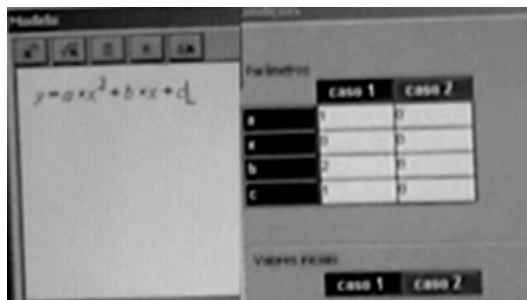 Modelo
y=a×x²+b×x+c
Parâmetros
caso 1 caso 2
a 1 0
x 0 0
b 2 0
c 1 0
Valores iniciais
caso 1 caso 2